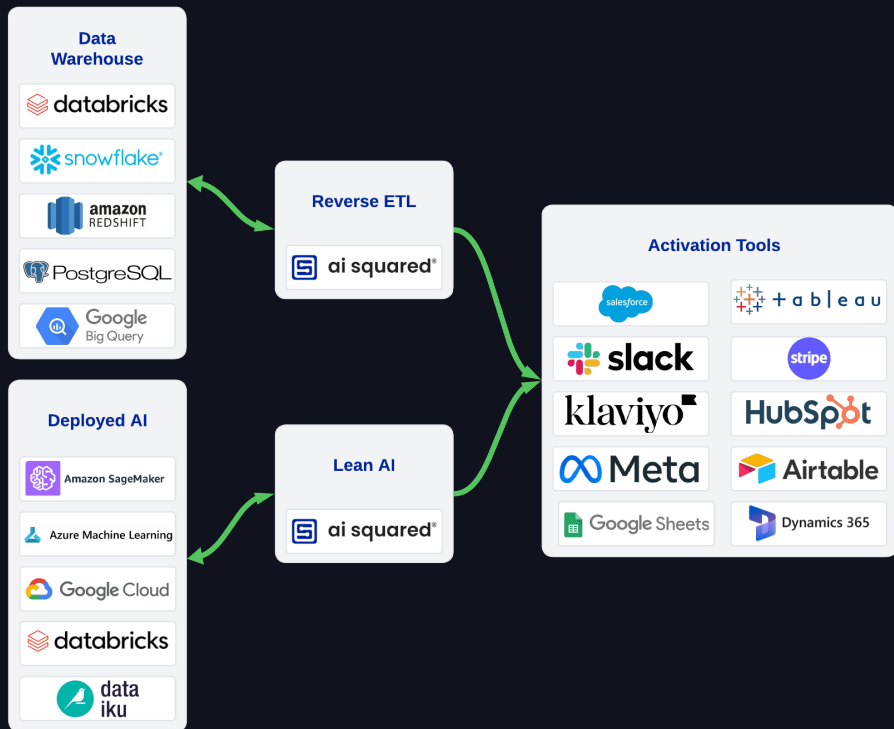 Data
Warehouse
databricks
snowflake®
amazon
REDSHIFT
PostgreSQL
Google
Big Query
Deployed AI
Amazon SageMaker
Azure Machine Learning
Google Cloud
databricks
data
iku
Reverse ETL
ai squared®
Lean AI
ai squared®
Activation Tools
salesforce
+ a b l e a u
slack
stripe
klaviyo
HubSpot
Meta
Airtable
Google Sheets
Dynamics 365